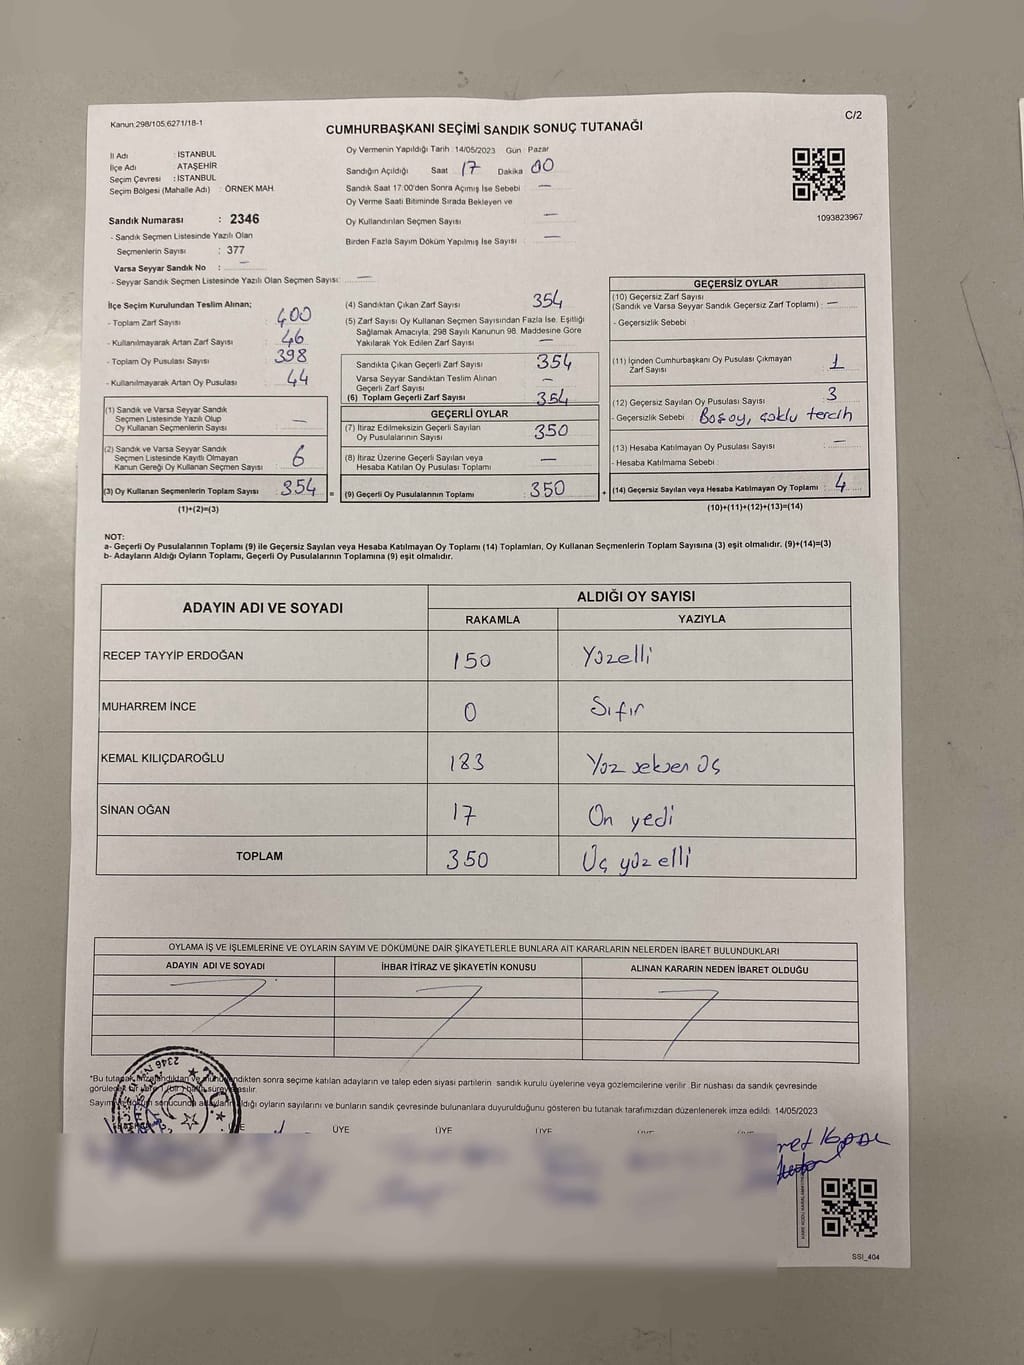 Kanun 298/105,6271/18-1
C/2
CUMHURBAŞKANI SEÇİMİ SANDIK SONUÇ TUTANAĞI
İl Adı : İSTANBUL
İlçe Adı : ATAŞEHİR
Seçim Çevresi : İSTANBUL
Seçim Bölgesi (Mahalle Adı) : ÖRNEK MAH.
Sandık Numarası : 2346
- Sandık Seçmen Listesinde Yazılı Olan
Seçmenlerin Sayısı : 377
Varsa Seyyar Sandık No : —
- Seyyar Sandık Seçmen Listesinde Yazılı Olan Seçmen Sayısı: —
Oy Vermenin Yapıldığı Tarih 14/05/2023 Gün : Pazar
Sandığın Açıldığı Saat 17 Dakika 00
Sandık Saat 17:00'den Sonra Açımış İse Sebebi —
Oy Verme Saati Bitiminde Sırada Bekleyen ve
Oy Kullandırılan Seçmen Sayısı —
Birden Fazla Sayım Döküm Yapılmış İse Sayısı : —
1093823967
İlçe Seçim Kurulundan Teslim Alınan;
- Toplam Zarf Sayısı : 400
- Kullanılmayarak Artan Zarf Sayısı : 46
- Toplam Oy Pusulası Sayısı : 398
- Kullanılmayarak Artan Oy Pusulası : 44
(1) Sandık ve Varsa Seyyar Sandık
Seçmen Listesinde Yazılı Olup
Oy Kullanan Seçmenlerin Sayısı : —
(2) Sandık ve Varsa Seyyar Sandık
Seçmen Listesinde Kayıtlı Olmayan
Kanun Gereği Oy Kullanan Seçmen Sayısı : 6
(3) Oy Kullanan Seçmenlerin Toplam Sayısı : 354 =
(1)+(2)=(3)
(4) Sandıktan Çıkan Zarf Sayısı : 354
(5) Zarf Sayısı Oy Kullanan Seçmen Sayısından Fazla İse, Eşitliği
Sağlamak Amacıyla, 298 Sayılı Kanunun 98. Maddesine Göre
Yakılarak Yok Edilen Zarf Sayısı : —
Sandıkta Çıkan Geçerli Zarf Sayısı : 354
Varsa Seyyar Sandıktan Teslim Alınan
Geçerli Zarf Sayısı : —
(6) Toplam Geçerli Zarf Sayısı : 354
GEÇERLİ OYLAR
(7) İtiraz Edilmeksizin Geçerli Sayılan
Oy Pusulalarının Sayısı : 350
(8) İtiraz Üzerine Geçerli Sayılan veya
Hesaba Katılan Oy Pusulası Toplamı : —
(9) Geçerli Oy Pusulalarının Toplamı : 350 +
GEÇERSİZ OYLAR
(10) Geçersiz Zarf Sayısı
(Sandık ve Varsa Seyyar Sandık Geçersiz Zarf Toplamı) : —
- Geçersizlik Sebebi :
(11) İçinden Cumhurbaşkanı Oy Pusulası Çıkmayan
Zarf Sayısı : 1
(12) Geçersiz Sayılan Oy Pusulası Sayısı : 3
- Geçersizlik Sebebi : Boş oy, çoklu tercih
(13) Hesaba Katılmayan Oy Pusulası Sayısı : —
- Hesaba Katılmama Sebebi :
(14) Geçersiz Sayılan veya Hesaba Katılmayan Oy Toplamı : 4
(10)+(11)+(12)+(13)=(14)
NOT:
a- Geçerli Oy Pusulalarının Toplamı (9) ile Geçersiz Sayılan veya Hesaba Katılmayan Oy Toplamı (14) Toplamları, Oy Kullanan Seçmenlerin Toplam Sayısına (3) eşit olmalıdır. (9)+(14)=(3)
b- Adayların Aldığı Oyların Toplamı, Geçerli Oy Pusulalarının Toplamına (9) eşit olmalıdır.
ADAYIN ADI VE SOYADI
ALDIĞI OY SAYISI
RAKAMLA YAZIYLA
RECEP TAYYİP ERDOĞAN 150 Yüzelli
MUHARREM İNCE 0 Sıfır
KEMAL KILIÇDAROĞLU 183 Yüz seksen üç
SİNAN OĞAN 17 On yedi
TOPLAM 350 Üç yüz elli
OYLAMA İŞ VE İŞLEMLERİNE VE OYLARIN SAYIM VE DÖKÜMÜNE DAİR ŞİKAYETLERLE BUNLARA AİT KARARLARIN NELERDEN İBARET BULUNDUKLARI
ADAYIN ADI VE SOYADI İHBAR İTİRAZ VE ŞİKAYETİN KONUSU ALINAN KARARIN NEDEN İBARET OLDUĞU
2346
*Bu tutanak imzalandıktan ve mühürlendikten sonra seçime katılan adayların ve talep eden siyasi partilerin sandık kurulu üyelerine veya gözlemcilerine verilir. Bir nüshası da sandık çevresinde
görülecek bir yere 1 (bir) hafta süreyle asılır.
Sayım ve döküm sonucunda adayların aldığı oyların sayılarını ve bunların sandık çevresinde bulunanlara duyurulduğunu gösteren bu tutanak tarafımızdan düzenlenerek imza edildi. 14/05/2023
ÜYE ÜYE ÜYE
SSİ_404